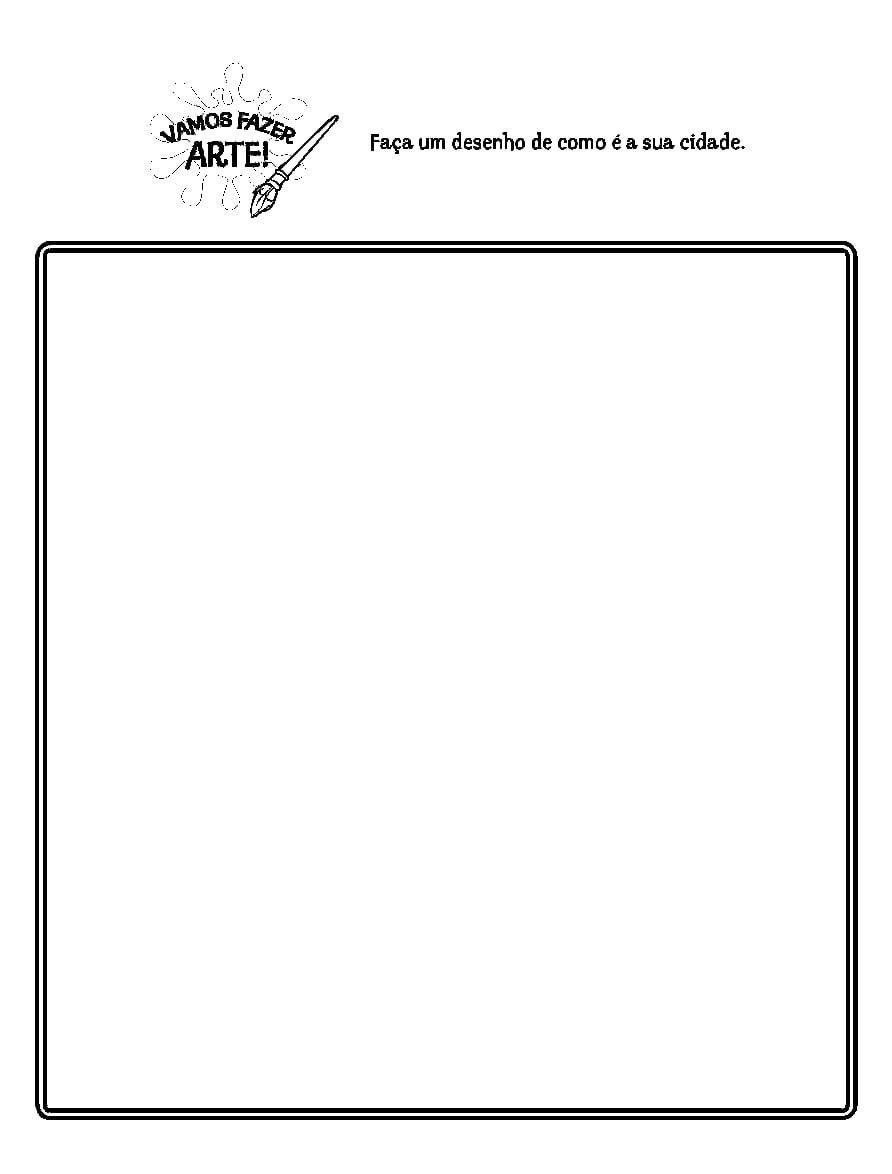 VAMOS FAZER
ARTE!
Faça um desenho de como é a sua cidade.